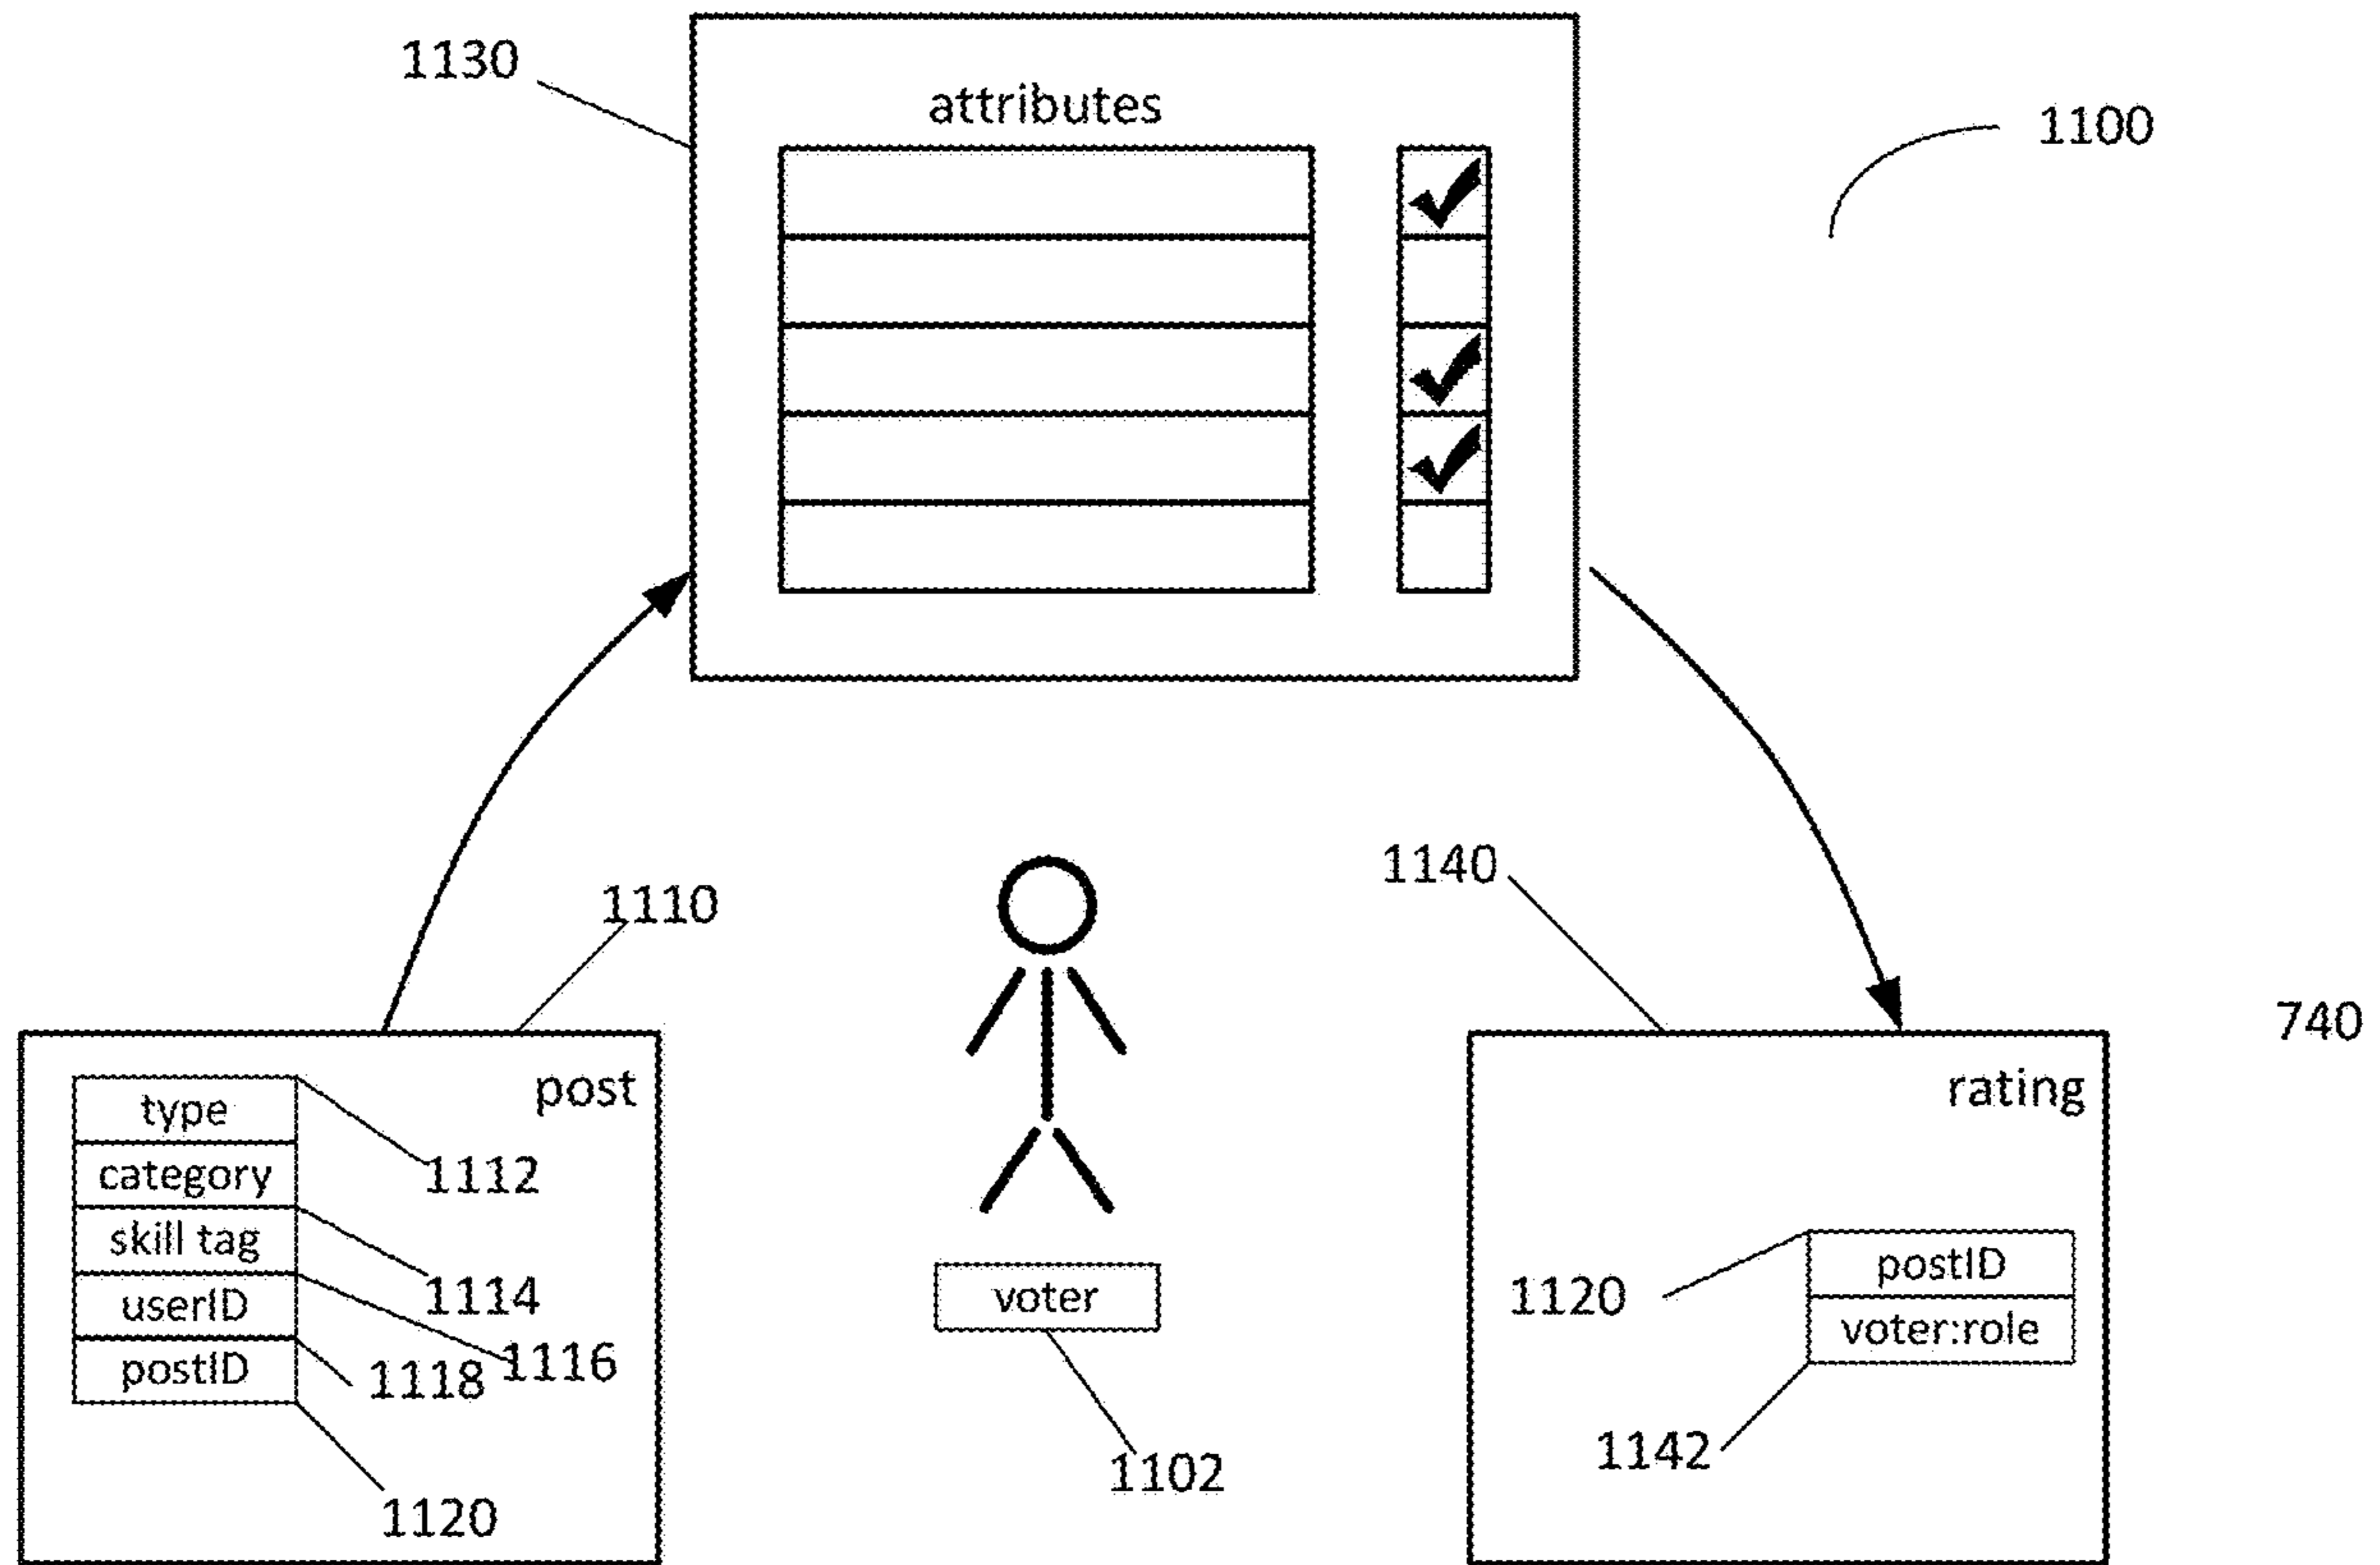 1130
attributes
1100
1110
1140
740
post
type
category
skill tag
userID
postID
1112
1114
1116
1118
1120
voter
1102
rating
postID
voter:role
1120
1142